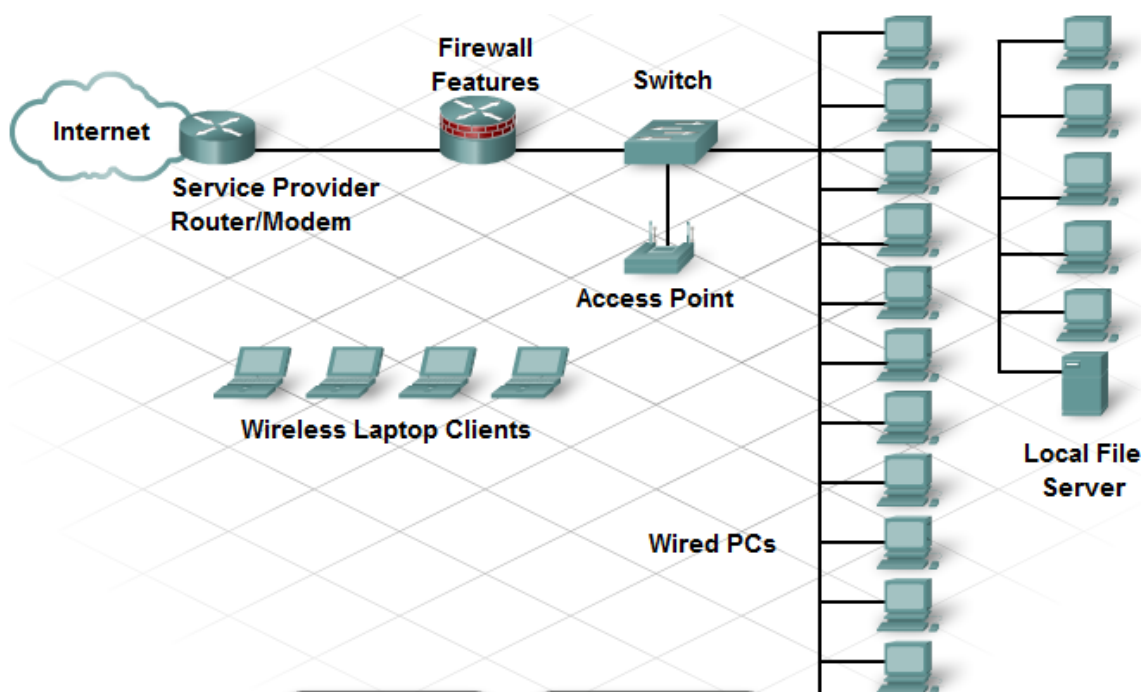 Firewall
Features
Switch
Internet
Service Provider
Router/Modem
Access Point
Wireless Laptop Clients
Local File
Server
Wired PCs